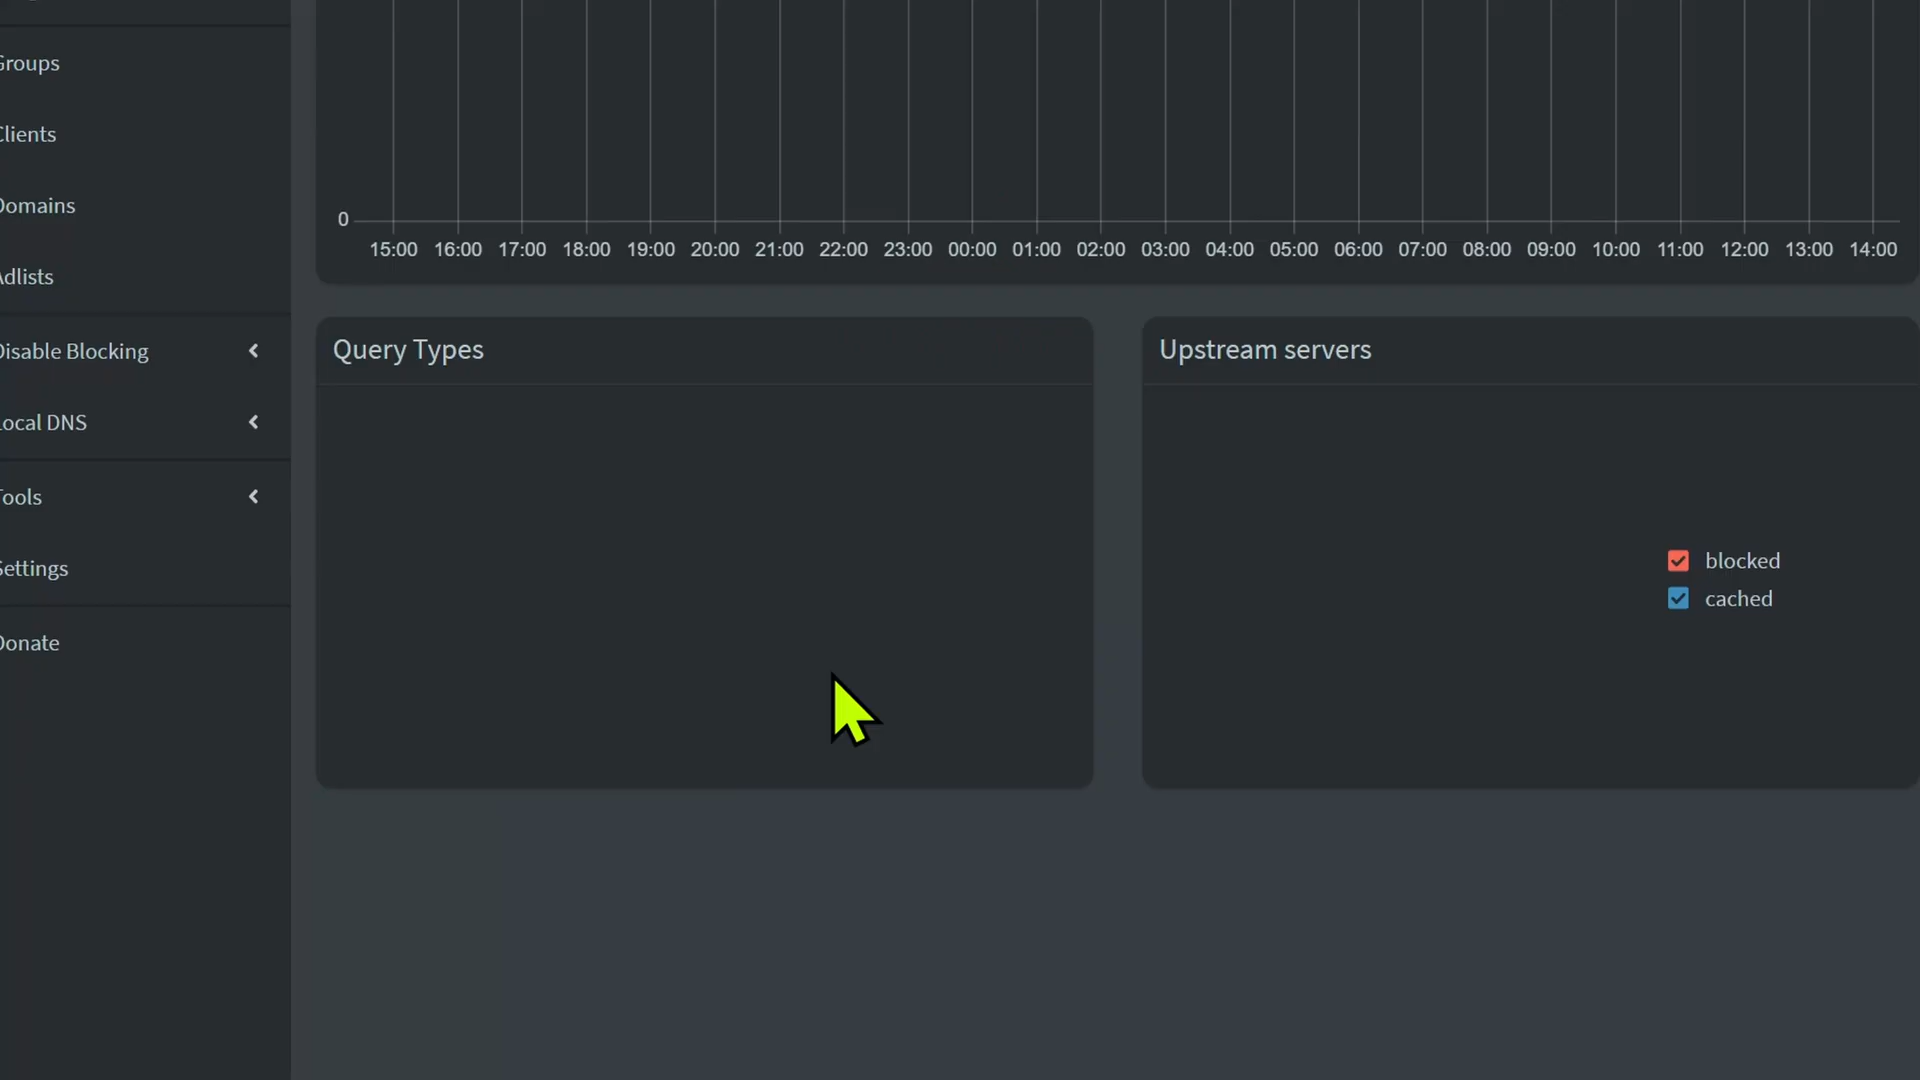 Groups
Clients
Domains
Adlists
Disable Blocking
Local DNS
Tools
Settings
Donate
0
15:00 16:00 17:00 18:00 19:00 20:00 21:00 22:00 23:00 00:00 01:00 02:00 03:00 04:00 05:00 06:00 07:00 08:00 09:00 10:00 11:00 12:00 13:00 14:00
Query Types
Upstream servers
blocked
cached